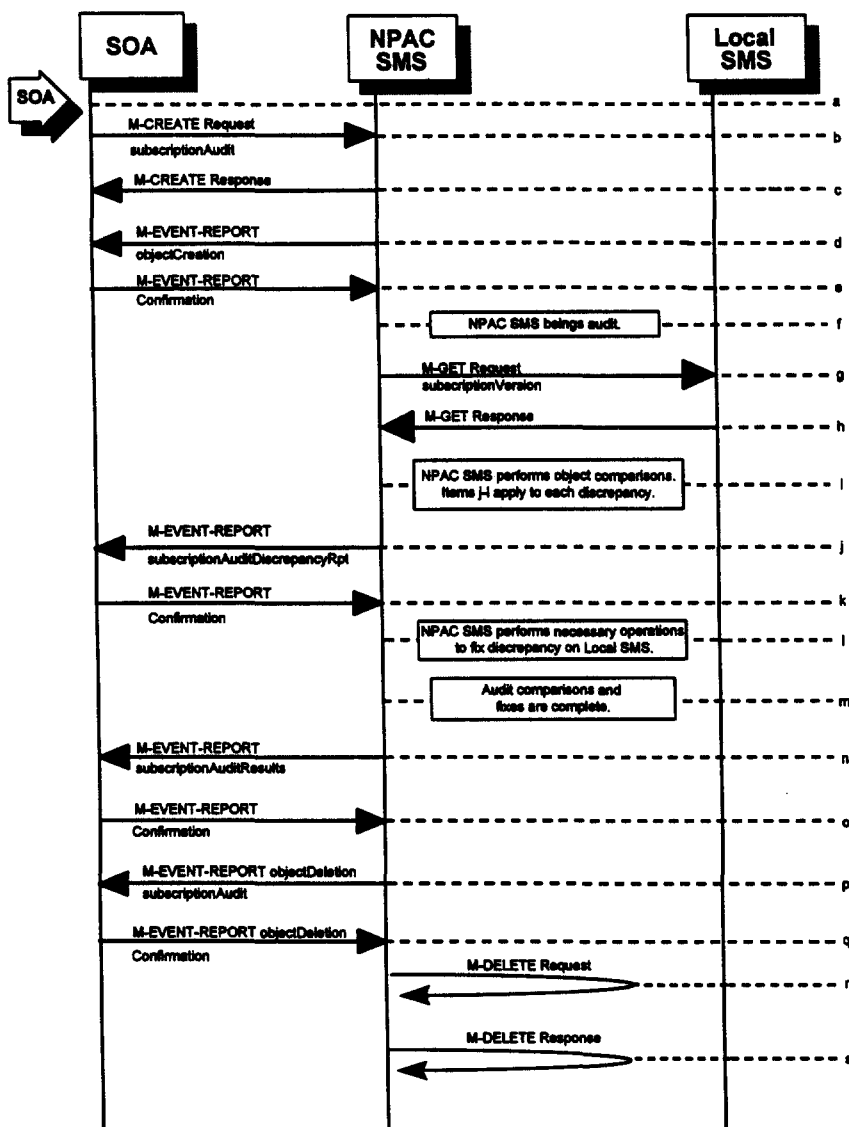 SOA
NPAC
SMS
Local
SMS
SOA
a
M-CREATE Request
subscriptionAudit
b
M-CREATE Response
c
M-EVENT-REPORT
objectCreation
d
M-EVENT-REPORT
Confirmation
e
NPAC SMS beings audit.
f
M-GET Request
subscriptionVersion
g
M-GET Response
h
NPAC SMS performs object comparisons.
Items j-l apply to each discrepancy.
i
M-EVENT-REPORT
subscriptionAuditDiscrepancyRpt
j
M-EVENT-REPORT
Confirmation
k
NPAC SMS performs necessary operations
to fix discrepancy on Local SMS.
l
Audit comparisons and
fixes are complete.
m
M-EVENT-REPORT
subscriptionAuditResults
n
M-EVENT-REPORT
Confirmation
o
M-EVENT-REPORT objectDeletion
subscriptionAudit
p
M-EVENT-REPORT objectDeletion
Confirmation
q
M-DELETE Request
r
M-DELETE Response
s